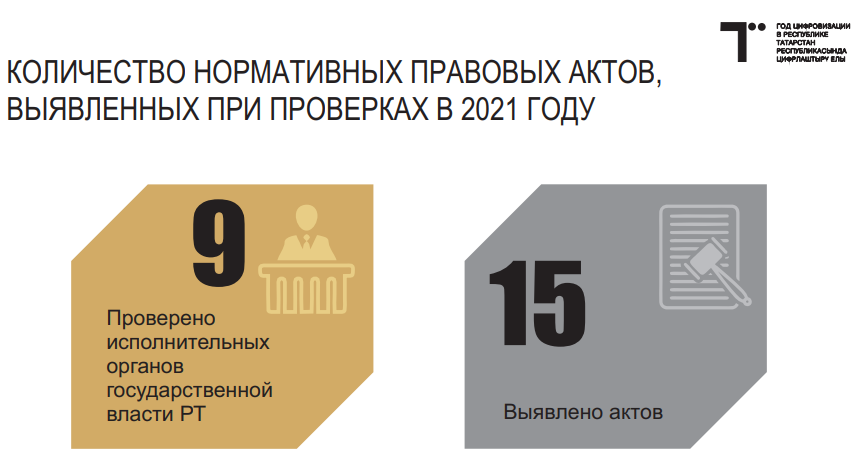 ГОД ЦИФРОВИЗАЦИИ
В РЕСПУБЛИКЕ
ТАТАРСТАН
РЕСПУБЛИКАСЫНДА
ЦИФРЛАШТЫРУ ЕЛЫ
КОЛИЧЕСТВО НОРМАТИВНЫХ ПРАВОВЫХ АКТОВ,
ВЫЯВЛЕННЫХ ПРИ ПРОВЕРКАХ В 2021 ГОДУ
9
Проверено
исполнительных
органов
государственной
власти РТ
15
Выявлено актов